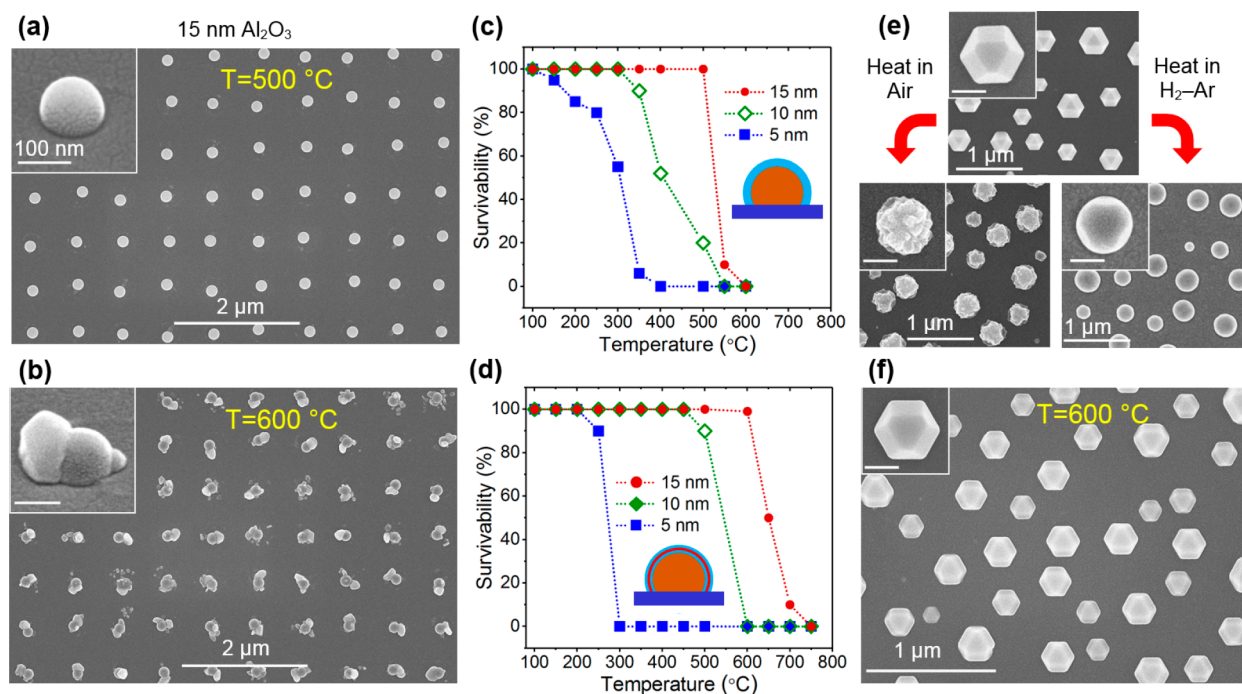 (a)
15 nm Al₂O₃
T=500 °C
100 nm
2 μm
(b)
T=600 °C
2 μm
(c)
Survivability (%)
100
80
60
40
20
0
15 nm
10 nm
5 nm
100 200 300 400 500 600 700 800
Temperature (°C)
(d)
Survivability (%)
100
80
60
40
20
0
15 nm
10 nm
5 nm
100 200 300 400 500 600 700 800
Temperature (°C)
(e)
Heat in
Air
1 μm
Heat in
H₂–Ar
1 μm
1 μm
(f)
T=600 °C
1 μm